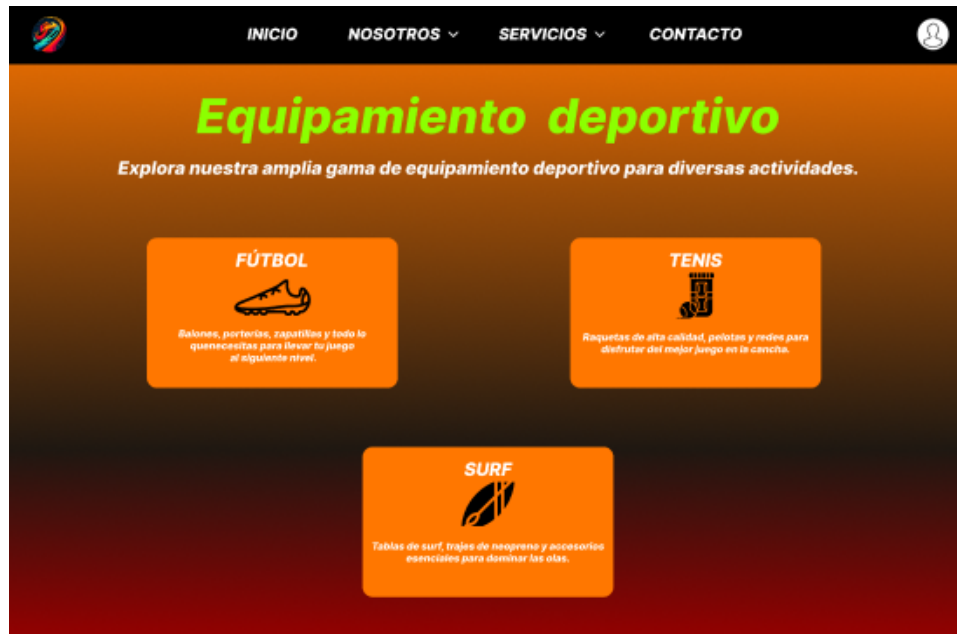 INICIO NOSOTROS SERVICIOS CONTACTO
Equipamiento deportivo
Explora nuestra amplia gama de equipamiento deportivo para diversas actividades.
FÚTBOL
Balones, porterías, zapatillas y todo lo
quenecesitas para llevar tu juego
al siguiente nivel.
TENIS
Raquetas de alta calidad, pelotas y redes para
disfrutar del mejor juego en la cancha.
SURF
Tablas de surf, trajes de neopreno y accesorios
esenciales para dominar las olas.